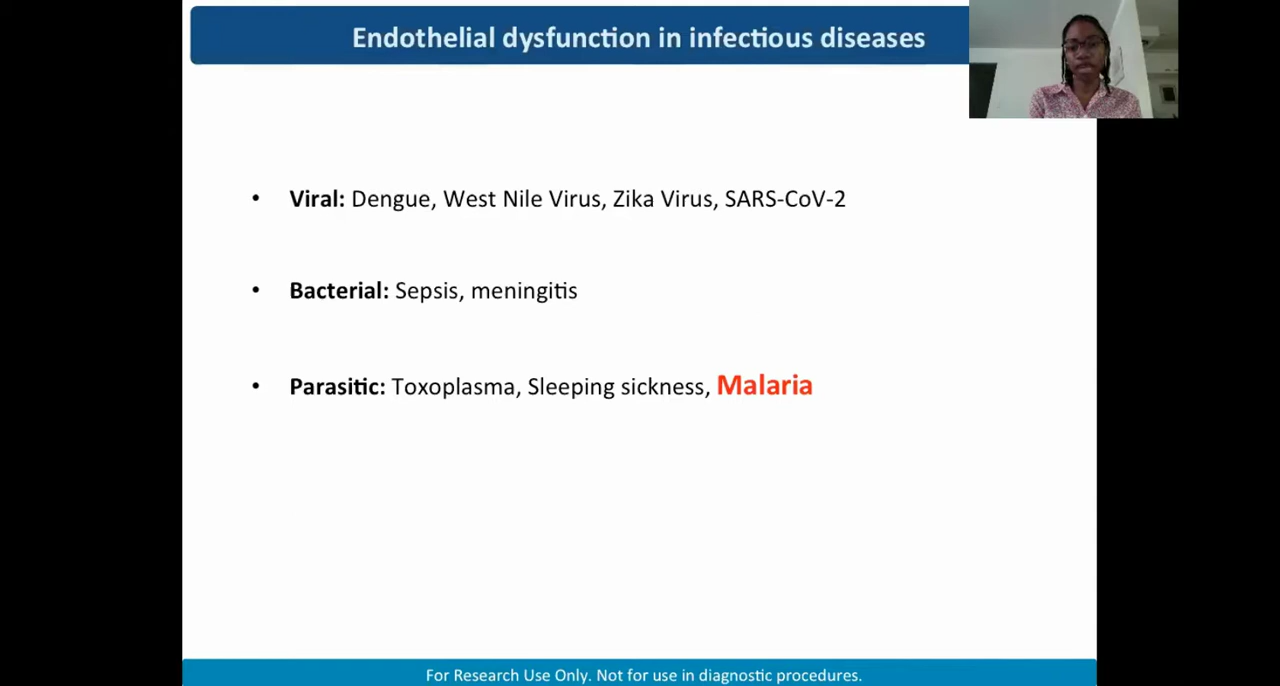 Endothelial dysfunction in infectious diseases
• Viral: Dengue, West Nile Virus, Zika Virus, SARS-CoV-2
• Bacterial: Sepsis, meningitis
• Parasitic: Toxoplasma, Sleeping sickness, Malaria
For Research Use Only. Not for use in diagnostic procedures.